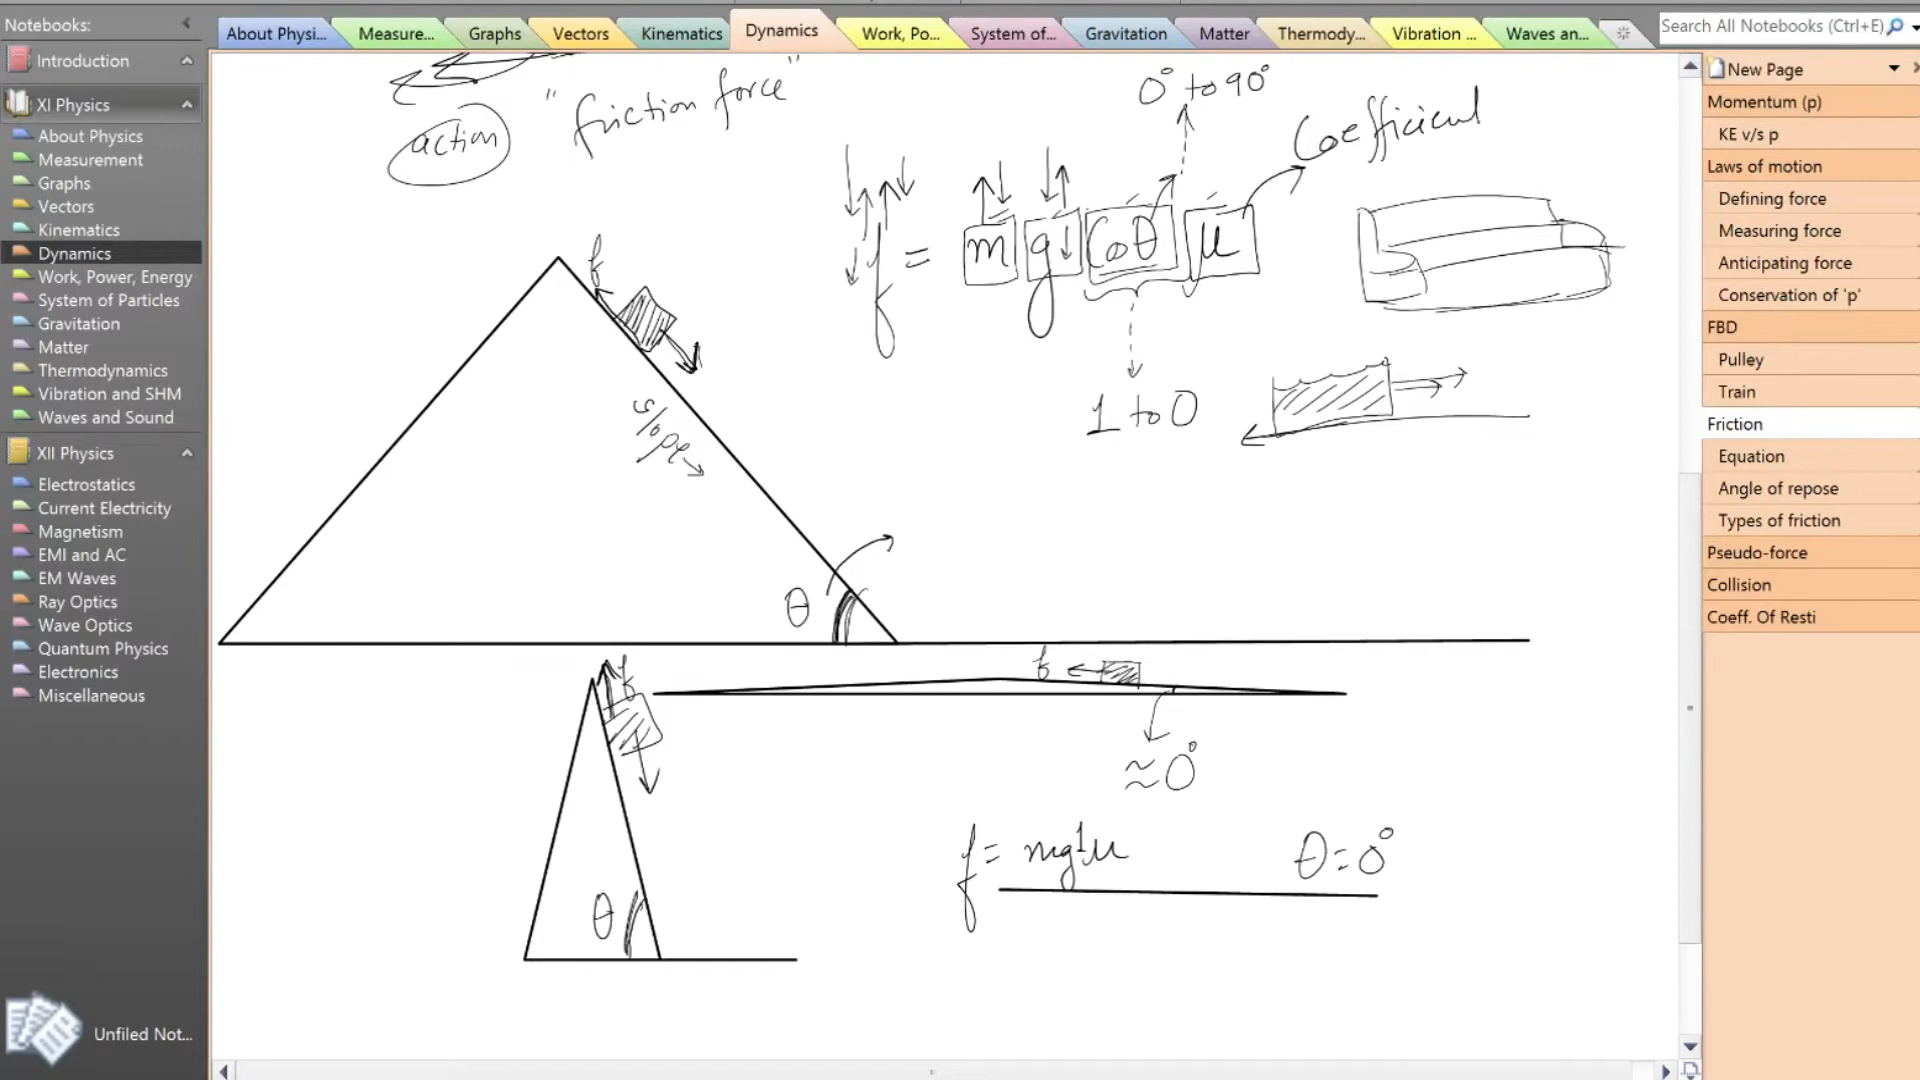 Notebooks:
Introduction
XI Physics
About Physics
Measurement
Graphs
Vectors
Kinematics
Dynamics
Work, Power, Energy
System of Particles
Gravitation
Matter
Thermodynamics
Vibration and SHM
Waves and Sound
XII Physics
Electrostatics
Current Electricity
Magnetism
EMI and AC
EM Waves
Ray Optics
Wave Optics
Quantum Physics
Electronics
Miscellaneous
Unfiled Not...
About Physi...
Measure...
Graphs
Vectors
Kinematics
Dynamics
Work, Po...
System of...
Gravitation
Matter
Thermody...
Vibration ...
Waves an...
Search All Notebooks (Ctrl+E)
action
"friction force"
0° to 90°
Coefficient
f = m g Coθ μ
1 to 0
f
slope
θ
f
f
≈0°
θ
f = mg1μ
θ=0°
New Page
Momentum (p)
KE v/s p
Laws of motion
Defining force
Measuring force
Anticipating force
Conservation of 'p'
FBD
Pulley
Train
Friction
Equation
Angle of repose
Types of friction
Pseudo-force
Collision
Coeff. Of Resti